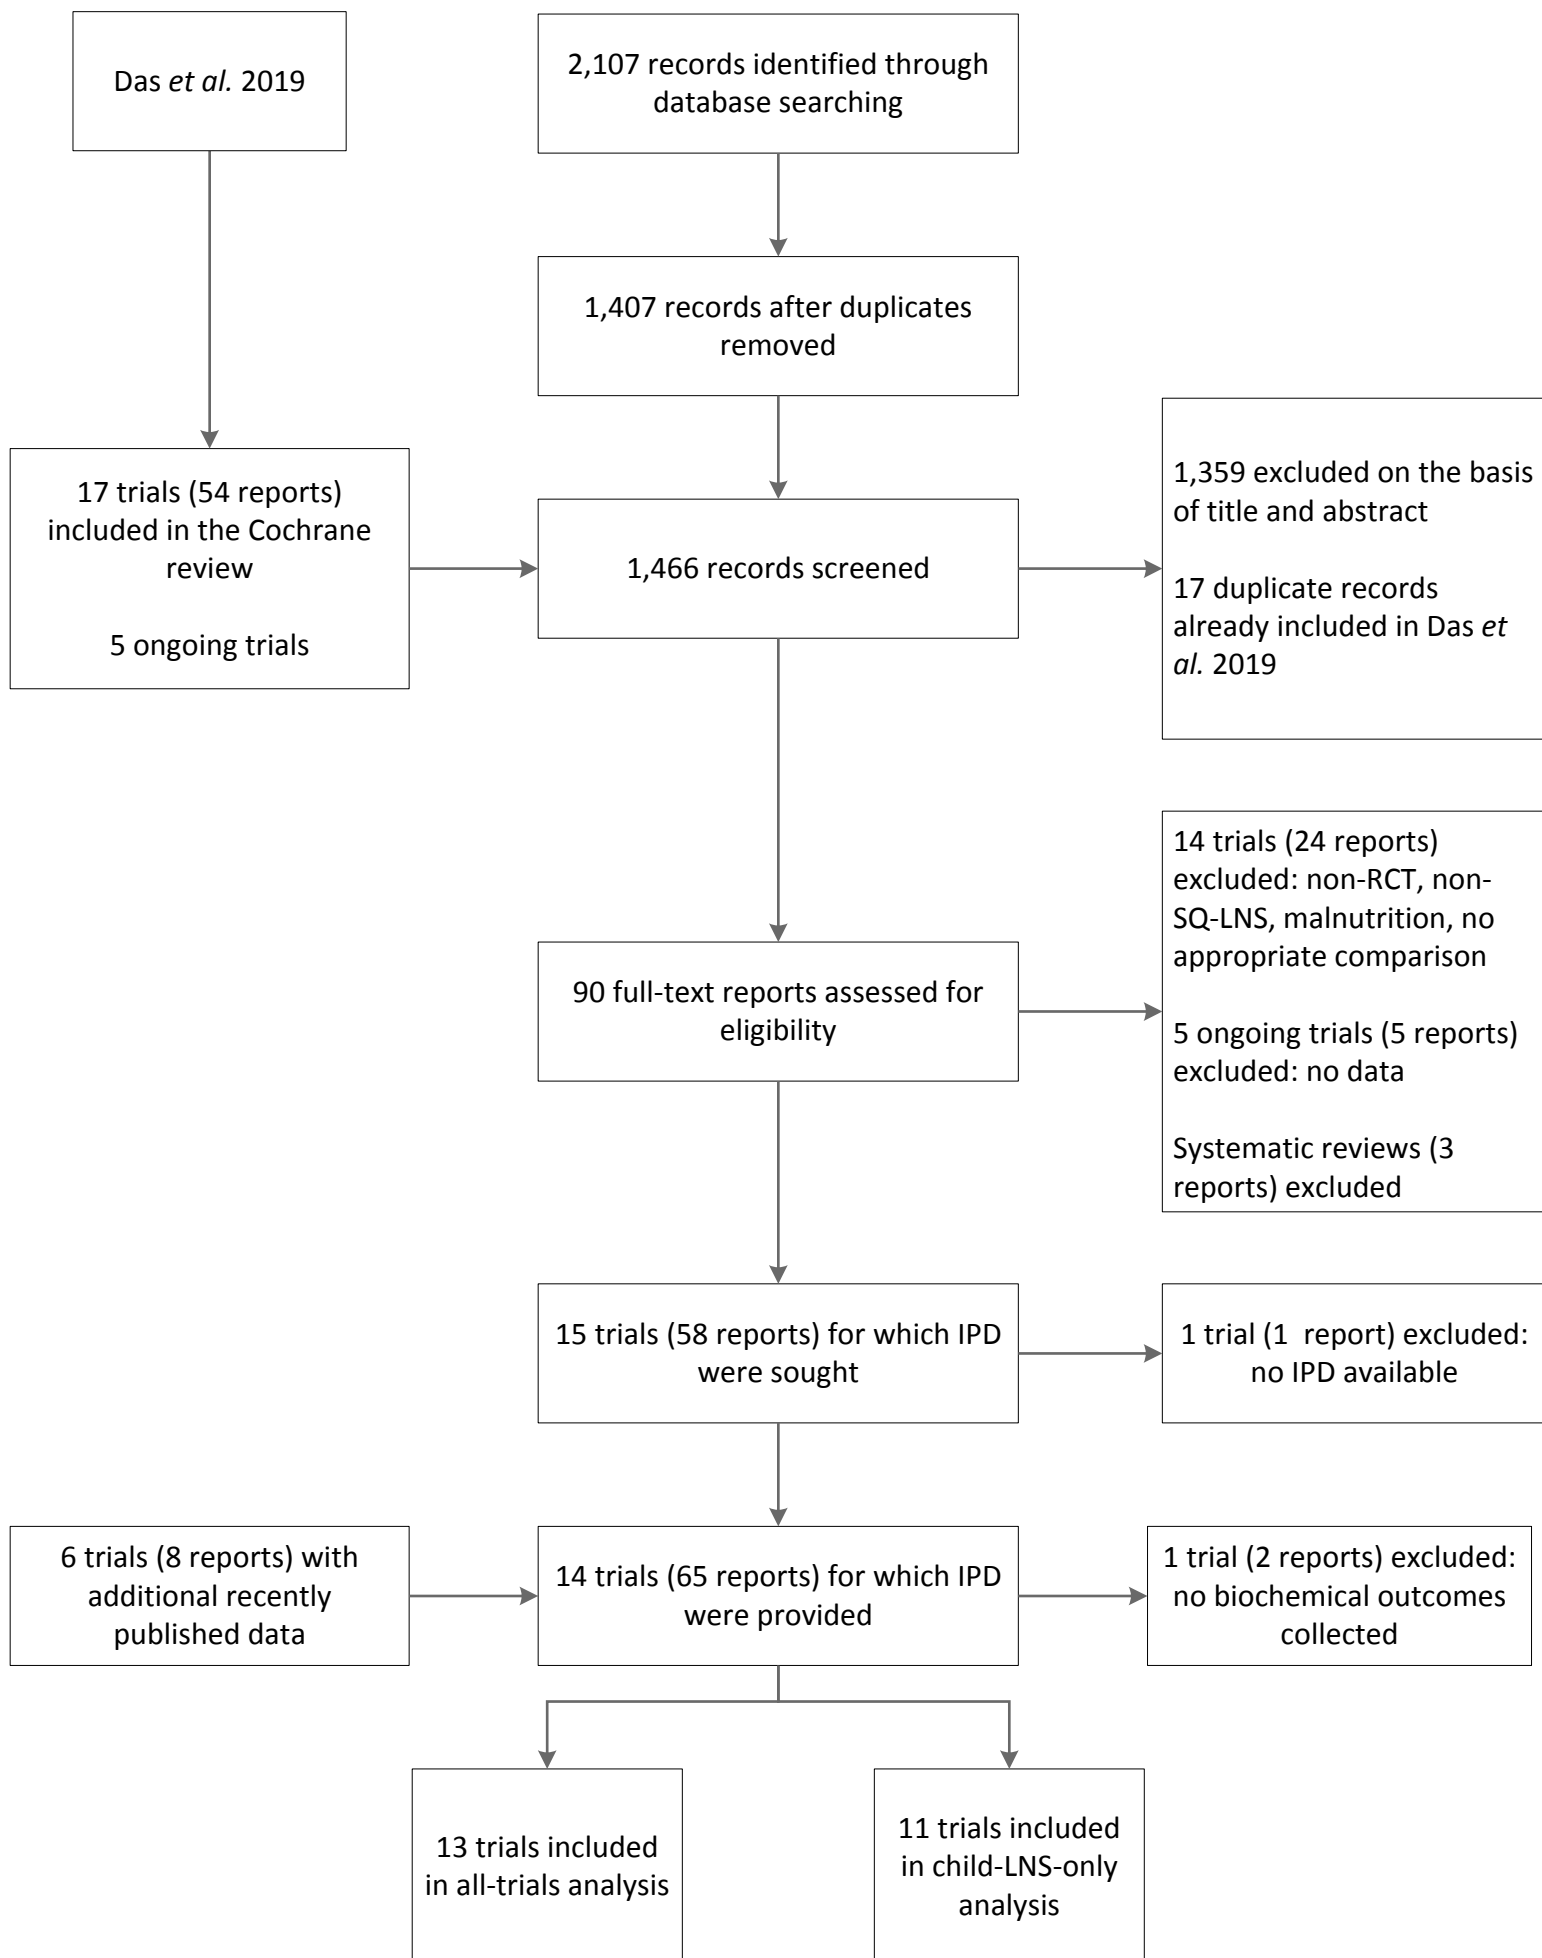 Das et al. 2019
2,107 records identified through
database searching
1,407 records after duplicates
removed
17 trials (54 reports)
included in the Cochrane
review
5 ongoing trials
1,466 records screened
1,359 excluded on the basis
of title and abstract
17 duplicate records
already included in Das et
al. 2019
90 full-text reports assessed for
eligibility
14 trials (24 reports)
excluded: non-RCT, non-
SQ-LNS, malnutrition, no
appropriate comparison
5 ongoing trials (5 reports)
excluded: no data
Systematic reviews (3
reports) excluded
15 trials (58 reports) for which IPD
were sought
1 trial (1  report) excluded:
no IPD available
6 trials (8 reports) with
additional recently
published data
14 trials (65 reports) for which IPD
were provided
1 trial (2 reports) excluded:
no biochemical outcomes
collected
13 trials included
in all-trials analysis
11 trials included
in child-LNS-only
analysis